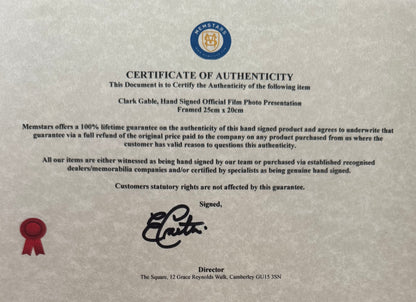 MEMSTARS
CERTIFICATE OF AUTHENTICITY
This Document is to Certify the Authenticity of the following item
Clark Gable, Hand Signed Official Film Photo Presentation
Framed 25cm x 20cm
Memstars offers a 100% lifetime guarantee on the authenticity of this hand signed product and agrees to underwrite that
guarantee via a full refund of the original price paid to the company on any product purchased from us where the
customer has valid reason to questions this authenticity.
All our items are either witnessed as being hand signed by our team or purchased via established recognised
dealers/memorabilia companies and/or certified by specialists as being genuine hand signed.
Customers statutory rights are not affected by this guarantee.
Signed,
Director
The Square, 12 Grace Reynolds Walk, Camberley GU15 3SN